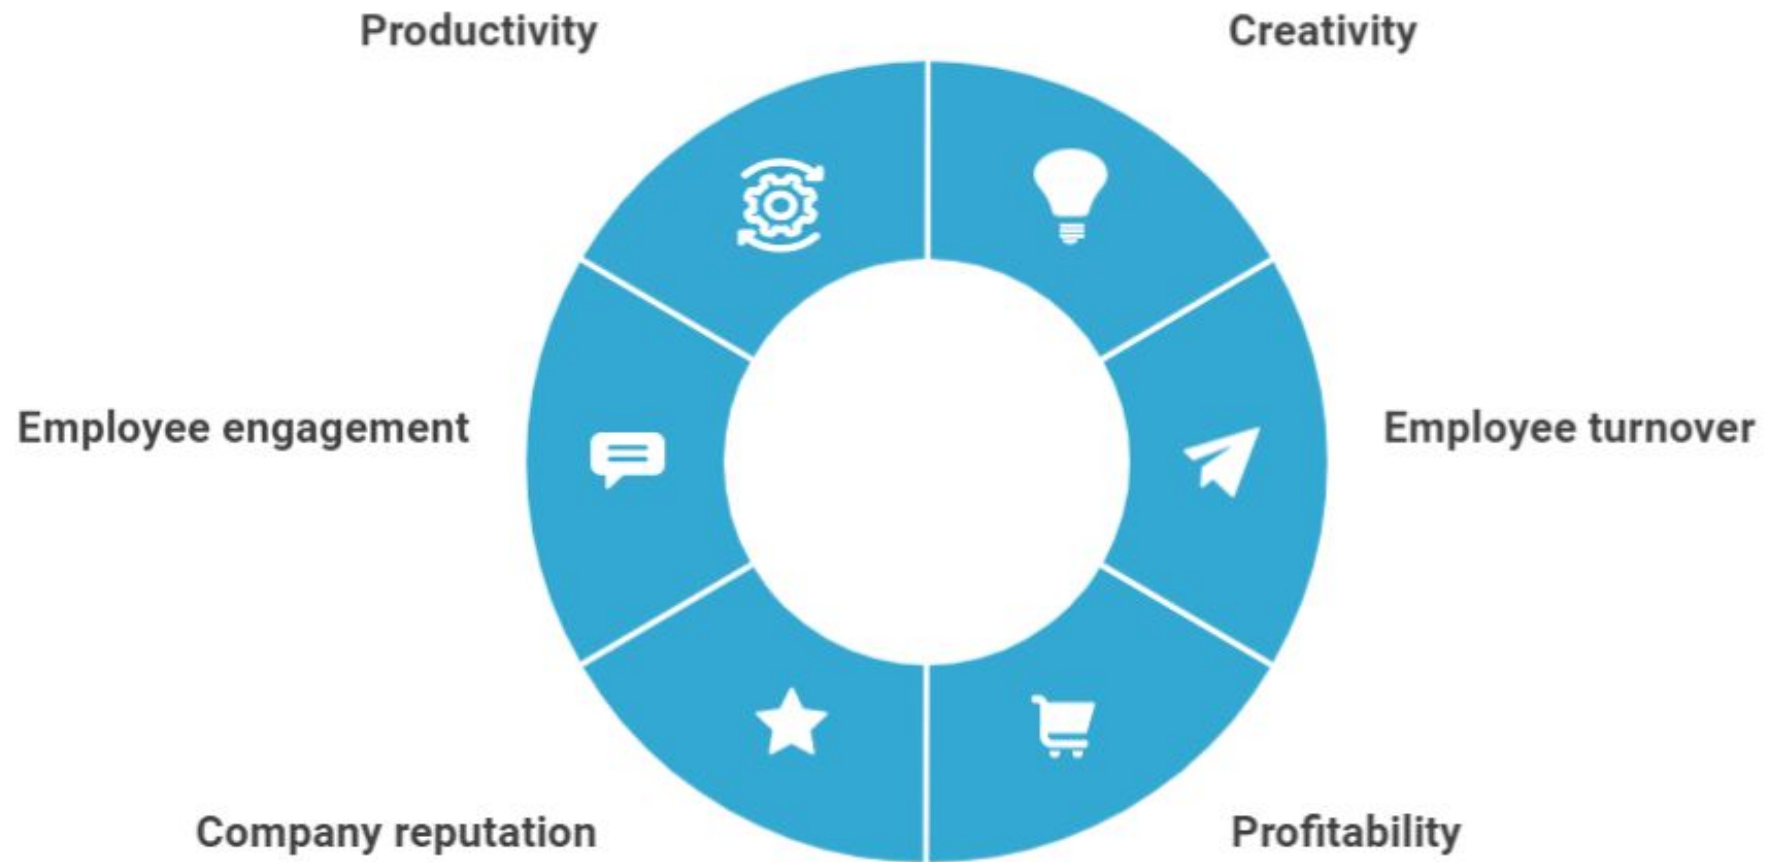 Productivity
Creativity
Employee engagement
Employee turnover
Company reputation
Profitability